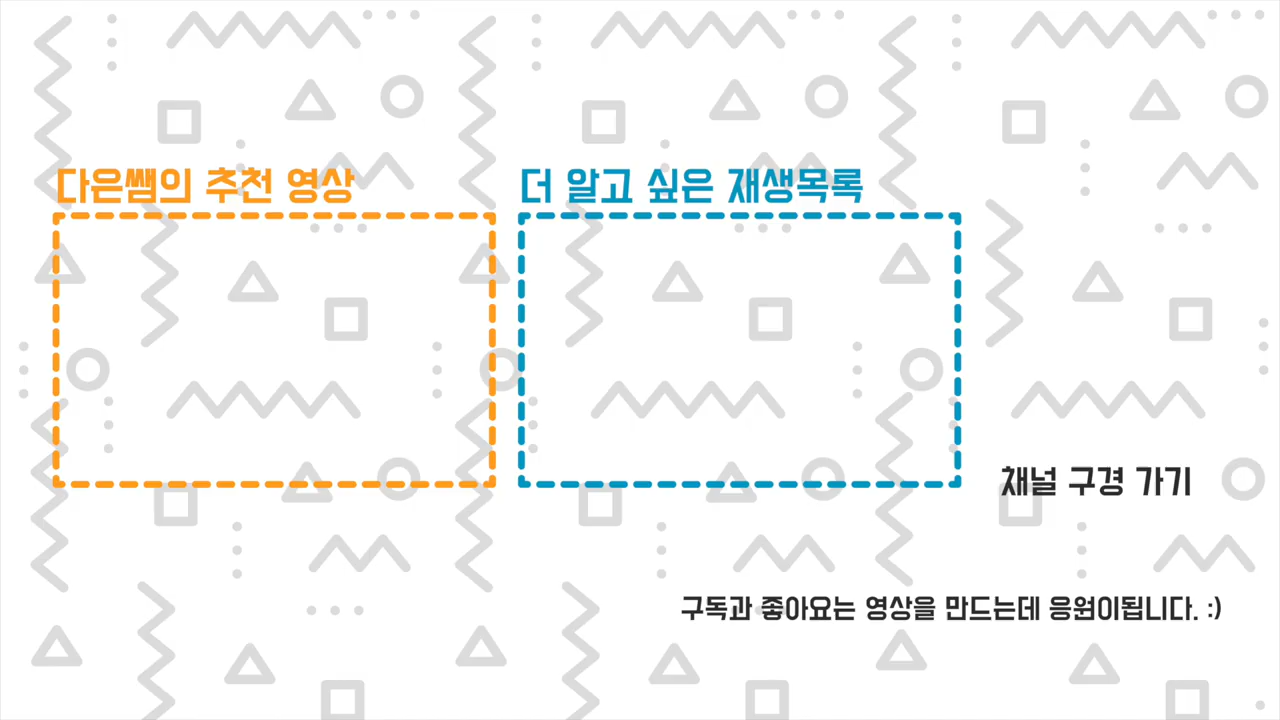 다은쌤의 추천 영상
더 알고 싶은 재생목록
채널 구경 가기
구독과 좋아요는 영상을 만드는데 응원이됩니다. :)